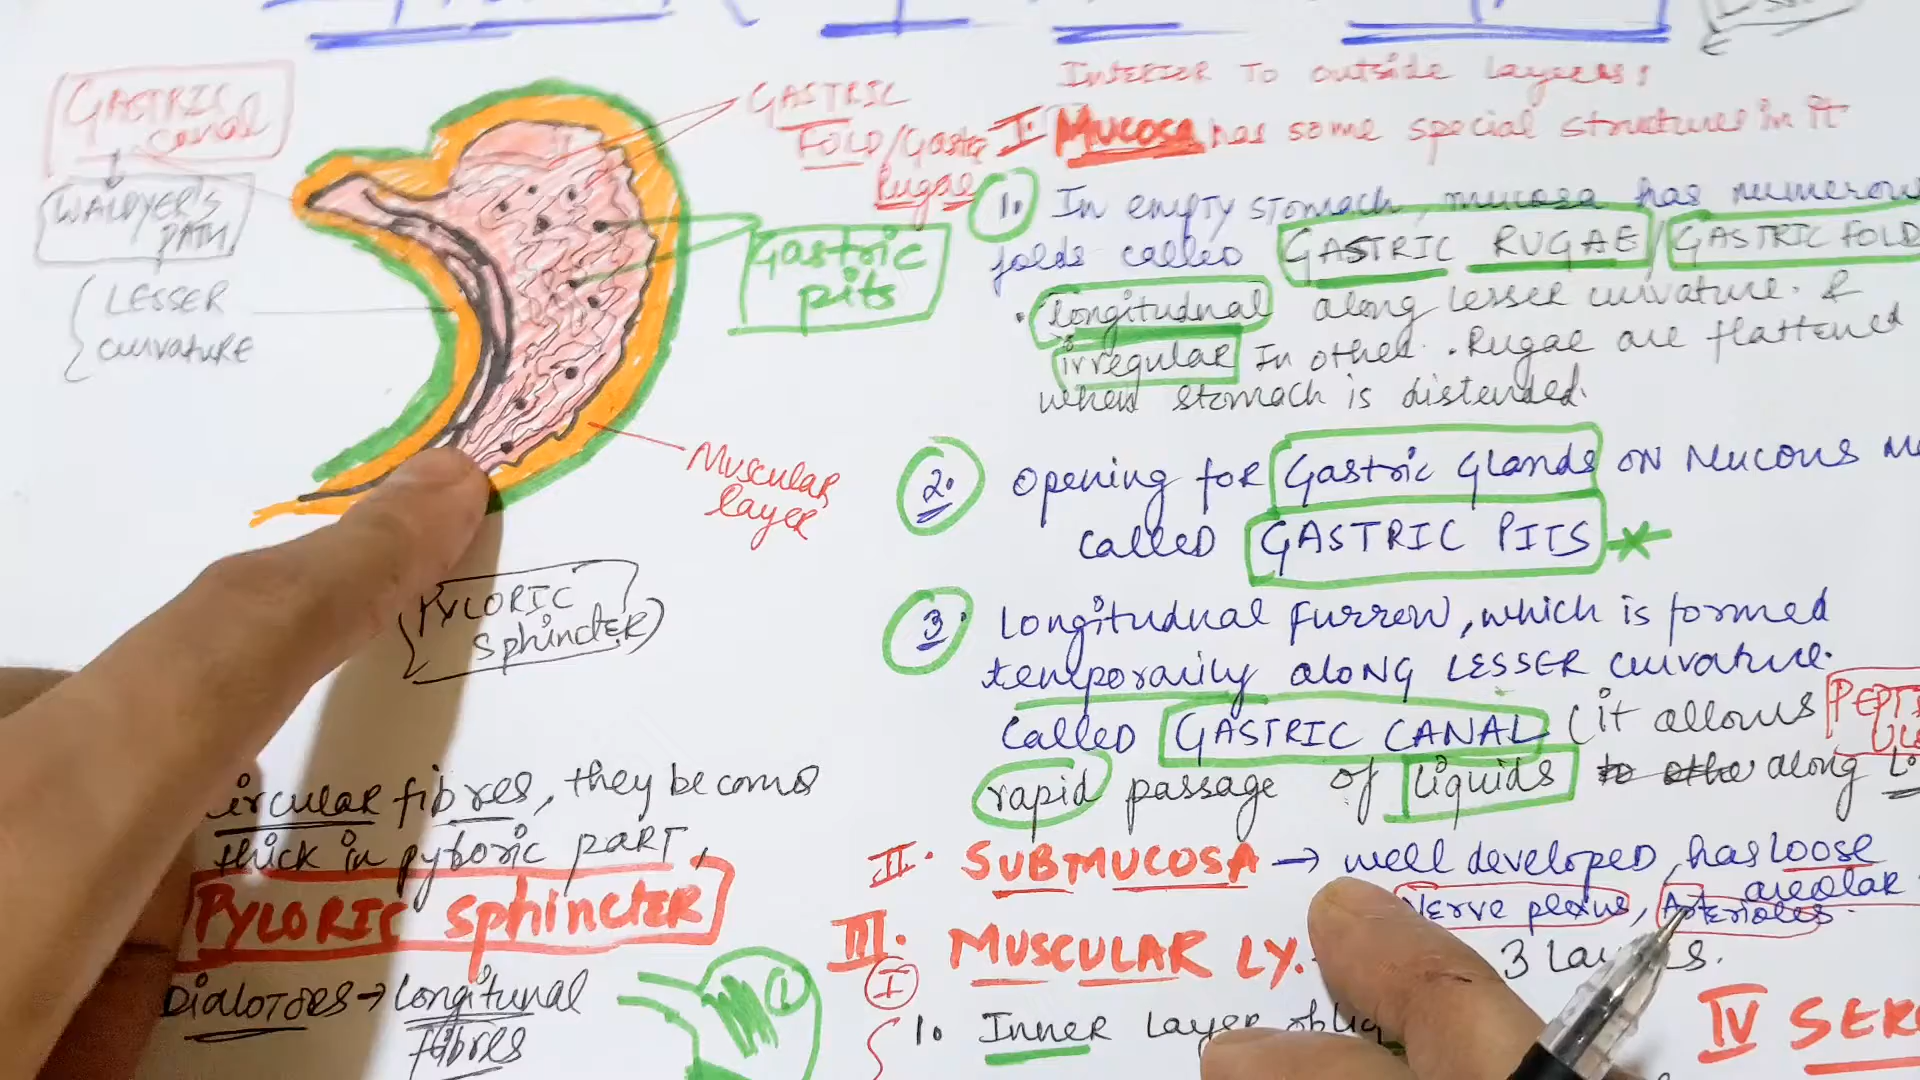 GASTRIC
canal
WALDYER'S
PATH
LESSER
curvature
GASTRIC
FOLD/Gastric
Rugae
Gastric
pits
Muscular
layer
PYLORIC
sphincter
circular fibres, they become
thick in pyloric part,
PYLORIC sphincter
Dialotores → Longitunal
fibres
Interior to outside layers:
I. Mucosa has some special structures in it
1. In empty stomach, mucosa has numerous
folds called GASTRIC RUGAE / GASTRIC FOLD
• longitudnal along lesser curvature. &
irregular In other. Rugae are flattened
when stomach is distended.
2. Opening for Gastric Glands on Mucous
called GASTRIC PITS
3. Longitudnal Furrow, which is formed
temporarily along LESSER curvature.
called GASTRIC CANAL (it allows
rapid passage of liquids along
II. SUBMUCOSA → well developed, has loose
areolar
Nerve plexus, Arterioles.
III. MUSCULAR LY. 3
I
1. Inner layer
IV